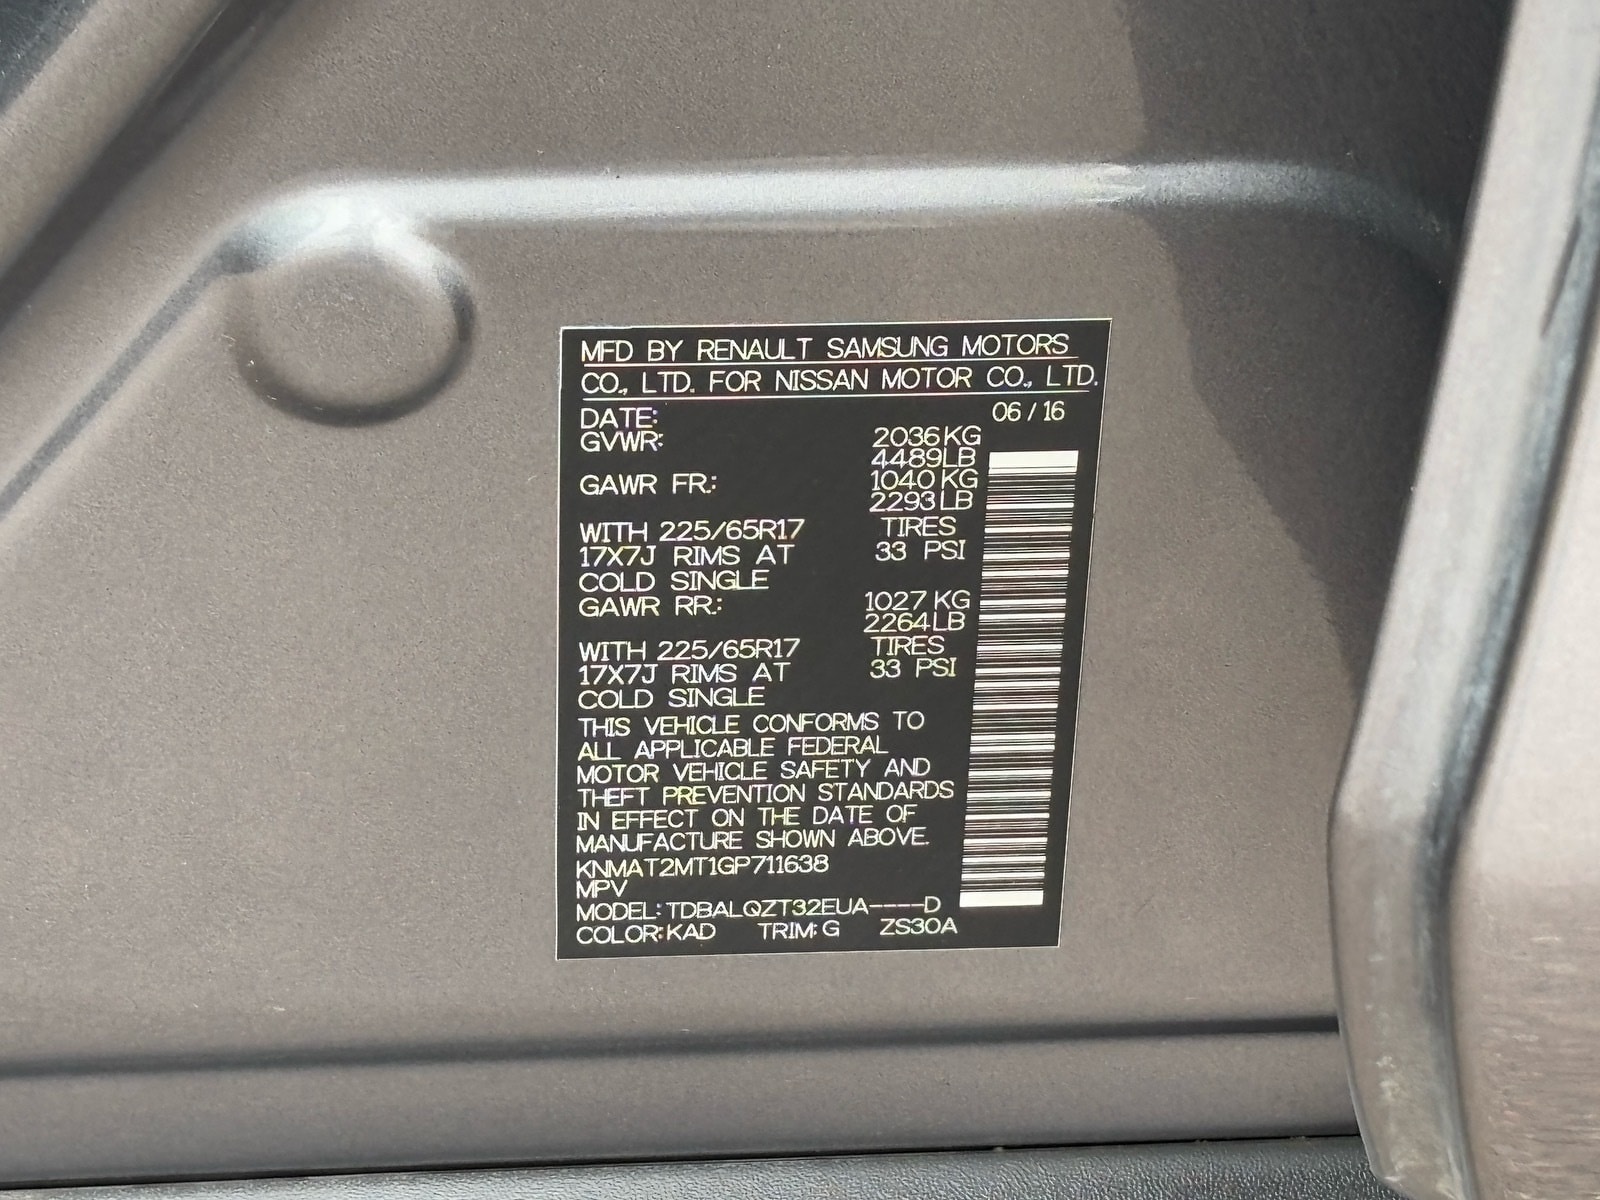 MFD BY RENAULT SAMSUNG MOTORS
CO., LTD. FOR NISSAN MOTOR CO., LTD.
DATE: 06 / 16
GVWR: 2036 KG
4489 LB
GAWR FR.: 1040 KG
2293 LB
WITH 225/65R17 TIRES
17X7J RIMS AT 33 PSI
COLD SINGLE
GAWR RR.: 1027 KG
2264 LB
WITH 225/65R17 TIRES
17X7J RIMS AT 33 PSI
COLD SINGLE
THIS VEHICLE CONFORMS TO
ALL APPLICABLE FEDERAL
MOTOR VEHICLE SAFETY AND
THEFT PREVENTION STANDARDS
IN EFFECT ON THE DATE OF
MANUFACTURE SHOWN ABOVE.
KNMAT2MT1GP711638
MPV
MODEL: TDBALQZT32EUA----D
COLOR: KAD TRIM: G ZS30A